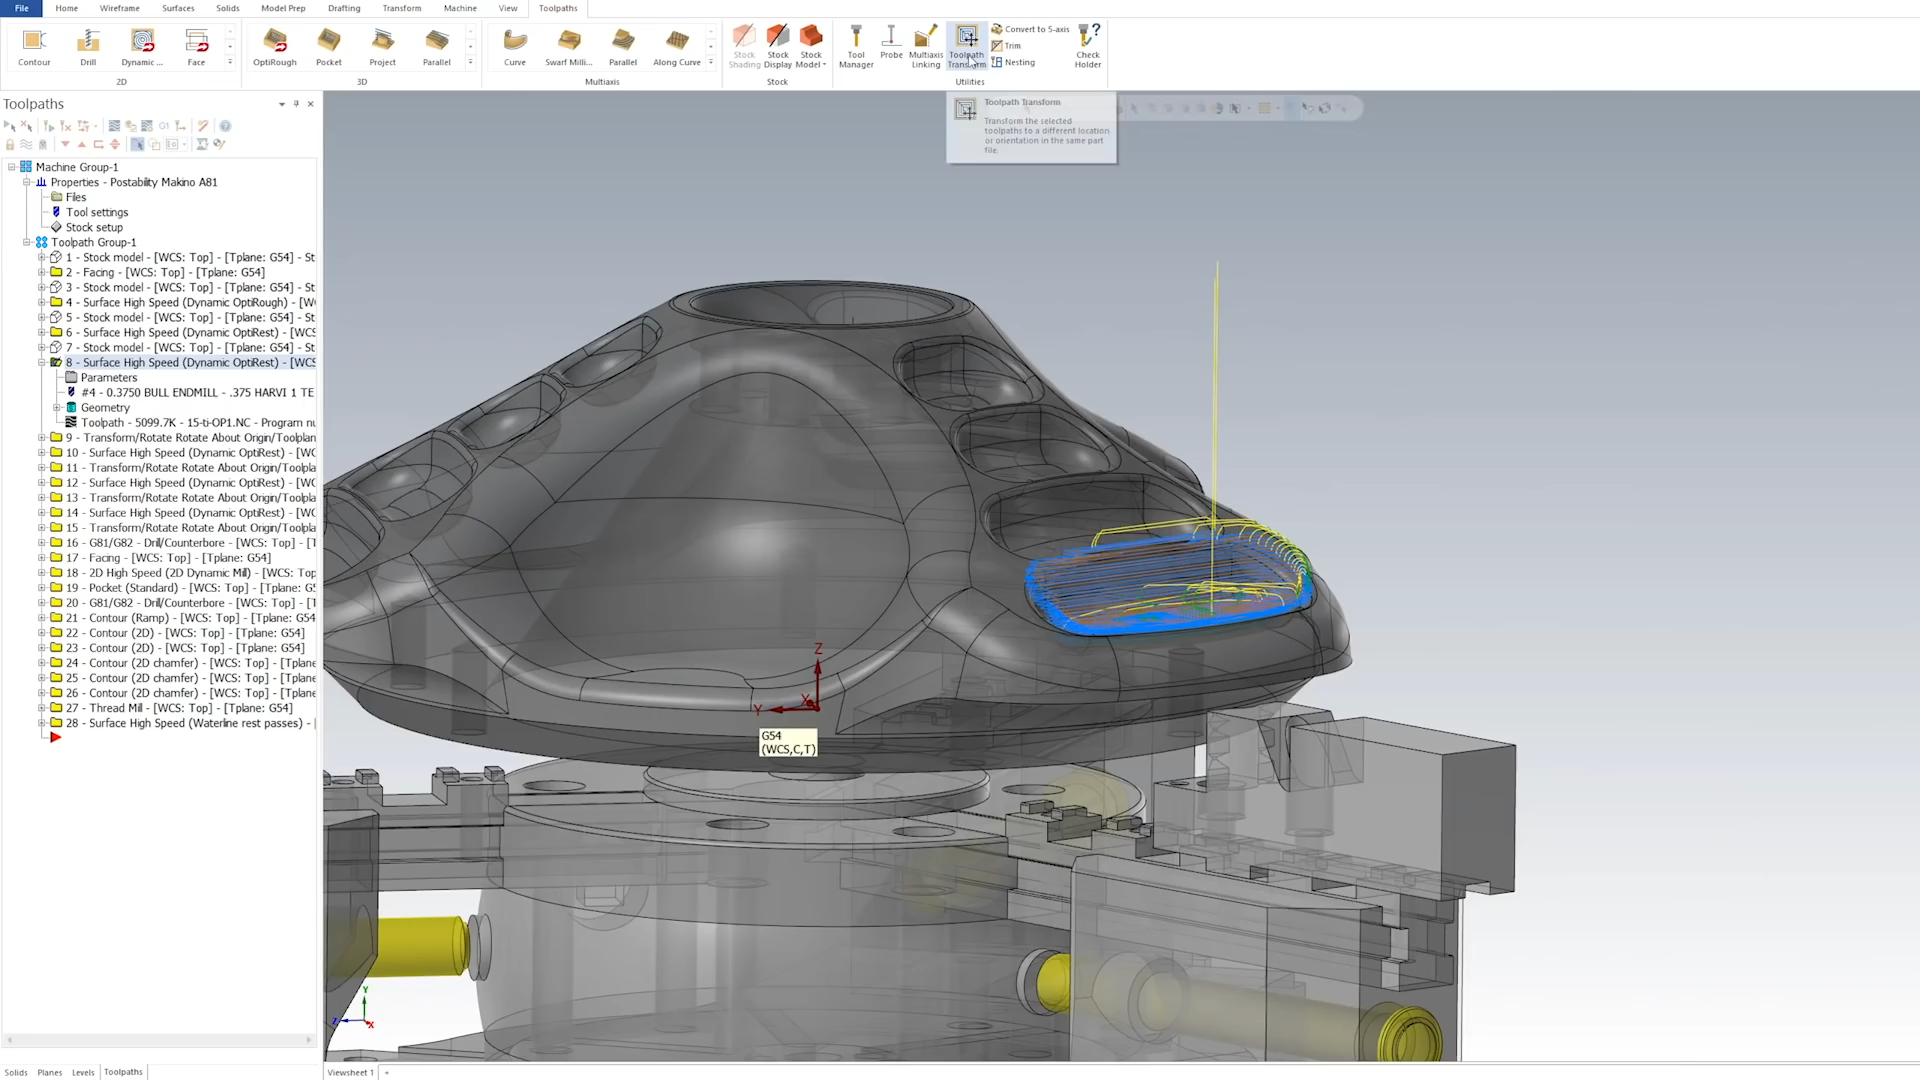 File
Home
Wireframe
Surfaces
Solids
Model Prep
Drafting
Transform
Machine
View
Toolpaths
Contour
Drill
Dynamic ...
Face
2D
OptiRough
Pocket
Project
Parallel
3D
Curve
Swarf Milli...
Parallel
Along Curve
Multiaxis
Stock
Shading
Stock
Display
Stock
Model
Stock
Tool
Manager
Probe
Multiaxis
Linking
Toolpath
Transform
Convert to 5-axis
Trim
Nesting
Check
Holder
Utilities
Toolpath Transform
Transform the selected
toolpaths to a different location
or orientation in the same part
file.
Toolpaths
G1
Machine Group-1
Properties - Postability Makino A81
Files
Tool settings
Stock setup
Toolpath Group-1
1 - Stock model - [WCS: Top] - [Tplane: G54] - St
2 - Facing - [WCS: Top] - [Tplane: G54]
3 - Stock model - [WCS: Top] - [Tplane: G54] - St
4 - Surface High Speed (Dynamic OptiRough) - [W
5 - Stock model - [WCS: Top] - [Tplane: G54] - St
6 - Surface High Speed (Dynamic OptiRest) - [WCS
7 - Stock model - [WCS: Top] - [Tplane: G54] - St
8 - Surface High Speed (Dynamic OptiRest) - [WCS
Parameters
#4 - 0.3750 BULL ENDMILL - .375 HARVI 1 TE
Geometry
Toolpath - 5099.7K - 15-ti-OP1.NC - Program nu
9 - Transform/Rotate Rotate About Origin/Toolplan
10 - Surface High Speed (Dynamic OptiRest) - [WC
11 - Transform/Rotate Rotate About Origin/Toolpla
12 - Surface High Speed (Dynamic OptiRest) - [WC
13 - Transform/Rotate Rotate About Origin/Toolpla
14 - Surface High Speed (Dynamic OptiRest) - [WC
15 - Transform/Rotate Rotate About Origin/Toolpla
16 - G81/G82 - Drill/Counterbore - [WCS: Top] - [T
17 - Facing - [WCS: Top] - [Tplane: G54]
18 - 2D High Speed (2D Dynamic Mill) - [WCS: Top
19 - Pocket (Standard) - [WCS: Top] - [Tplane: G5
20 - G81/G82 - Drill/Counterbore - [WCS: Top] - [T
21 - Contour (Ramp) - [WCS: Top] - [Tplane: G54
22 - Contour (2D) - [WCS: Top] - [Tplane: G54]
23 - Contour (2D) - [WCS: Top] - [Tplane: G54]
24 - Contour (2D chamfer) - [WCS: Top] - [Tplane
25 - Contour (2D chamfer) - [WCS: Top] - [Tplane
26 - Contour (2D chamfer) - [WCS: Top] - [Tplane
27 - Thread Mill - [WCS: Top] - [Tplane: G54]
28 - Surface High Speed (Waterline rest passes) - [
Z
X
Y
G54
(WCS,C,T)
Y
Z
X
Solids
Planes
Levels
Toolpaths
Viewsheet 1
+